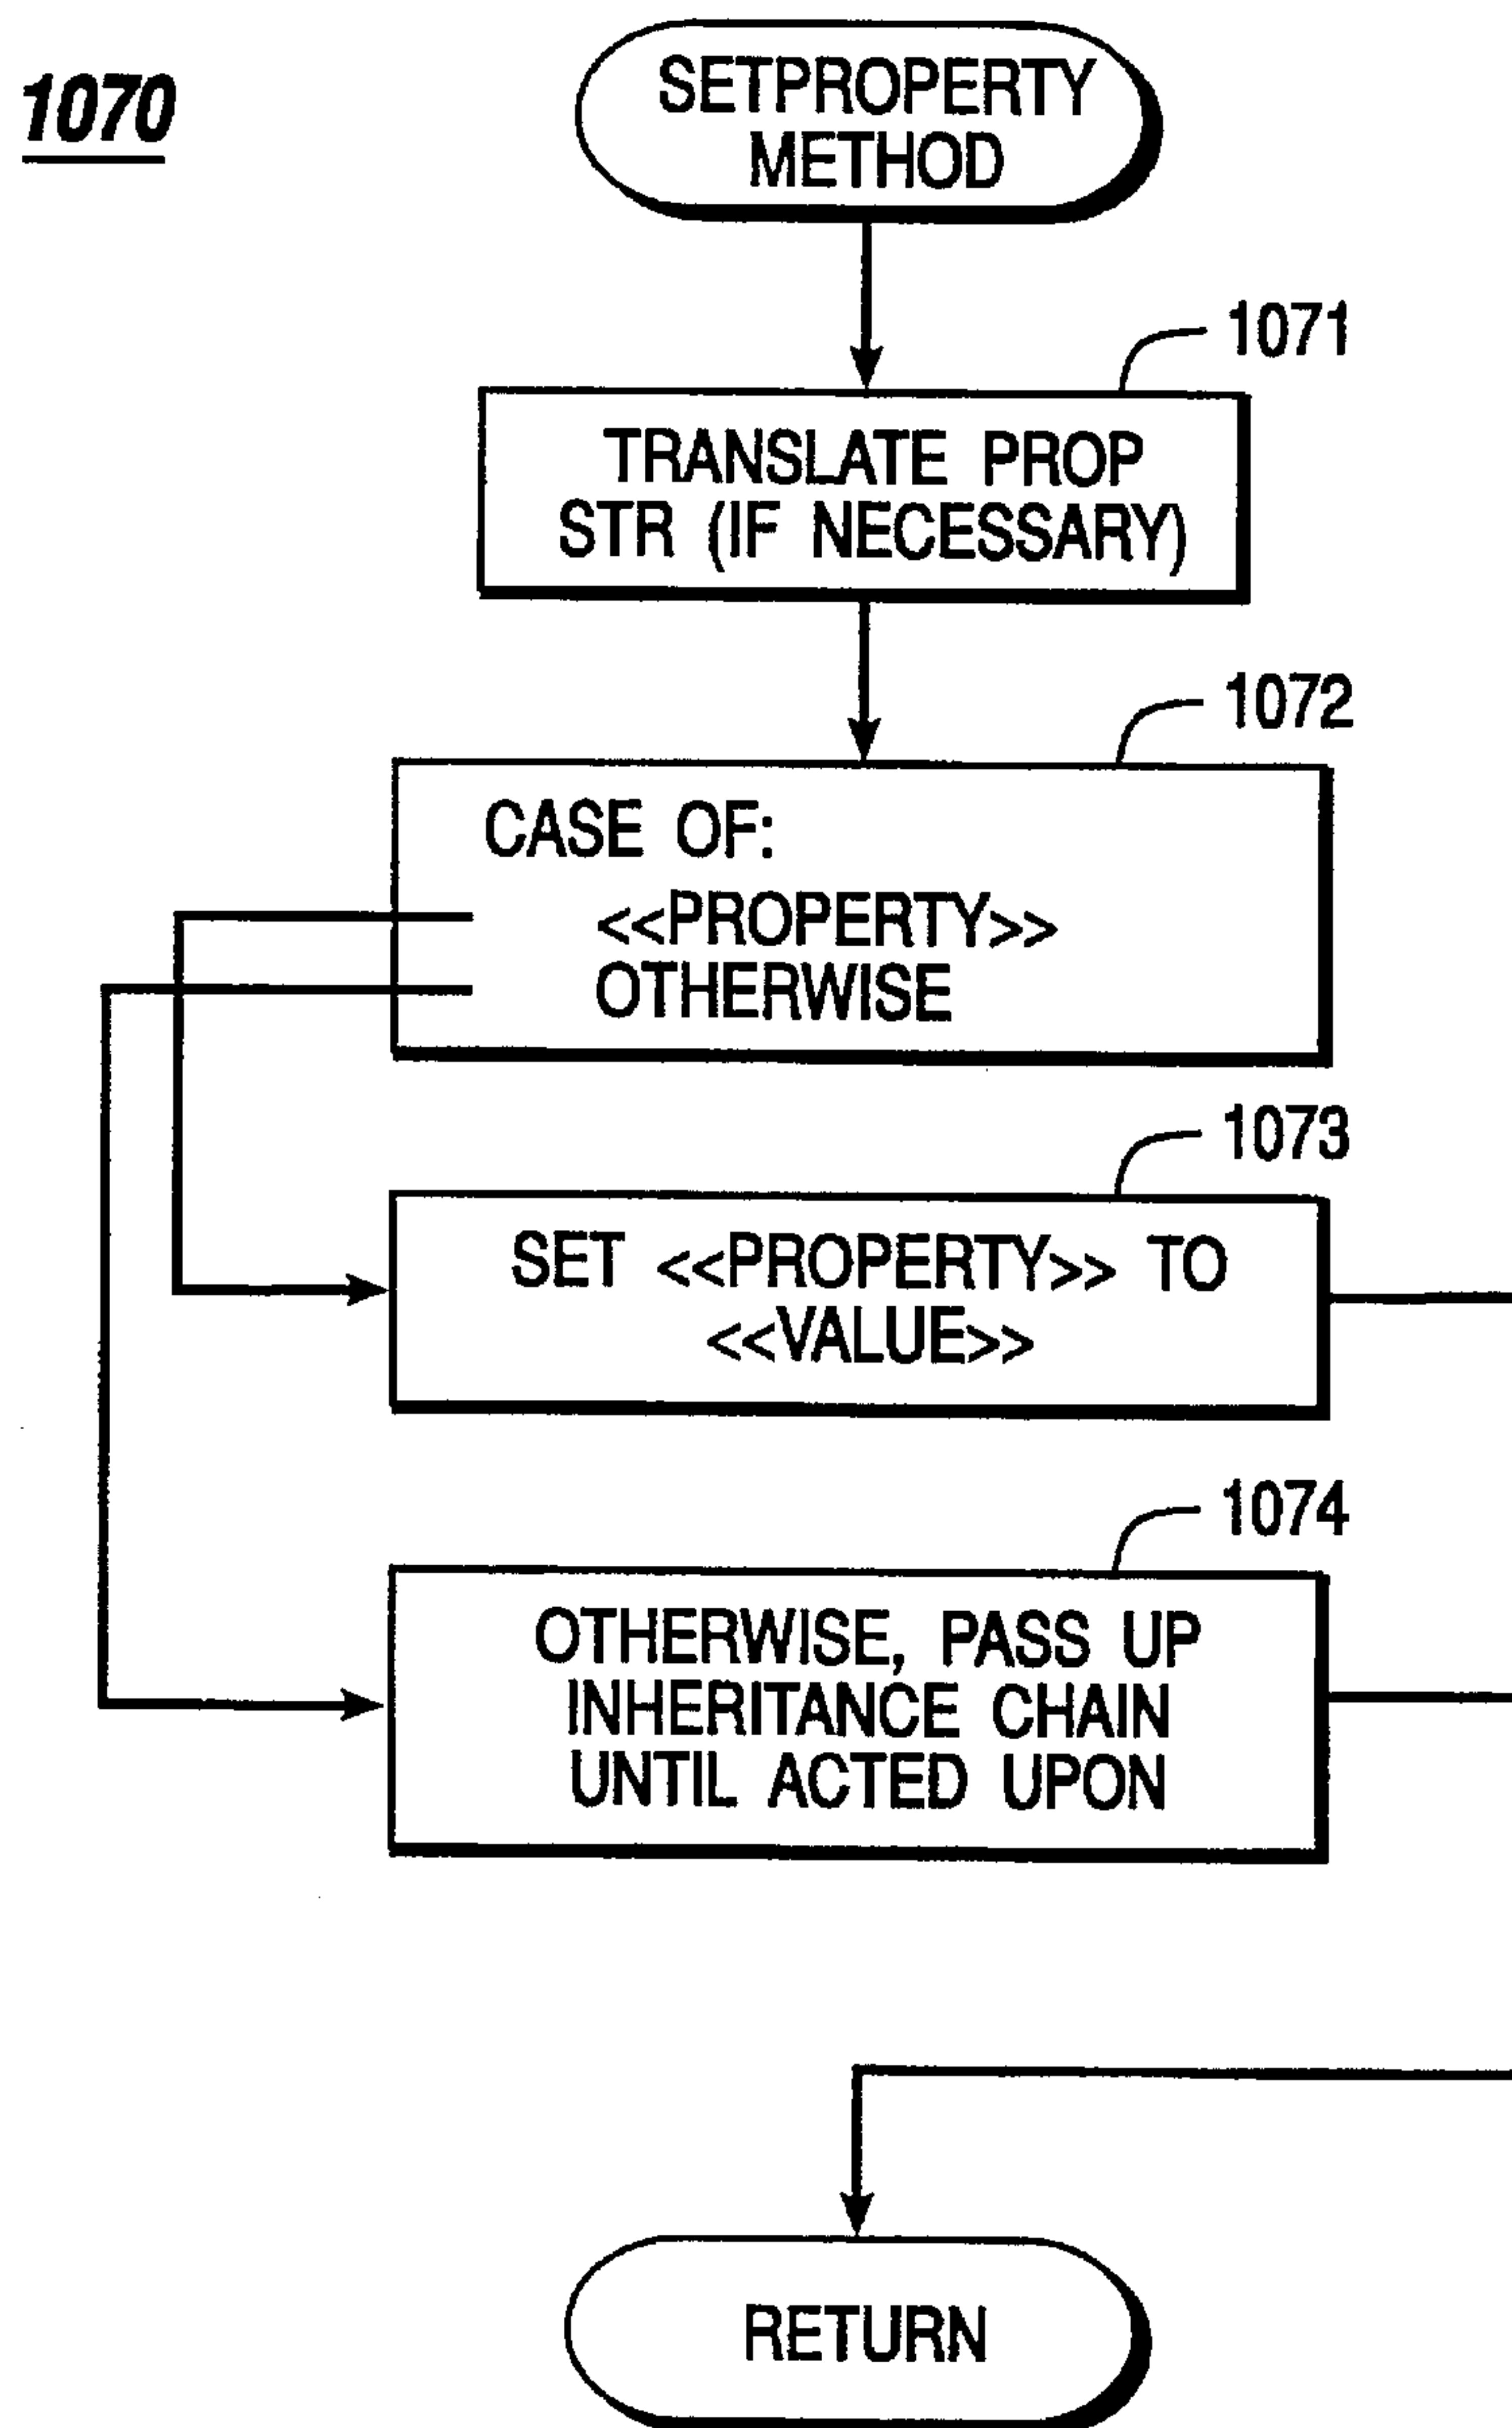 1070
SETPROPERTY
METHOD
1071
TRANSLATE PROP
STR (IF NECESSARY)
1072
CASE OF:
<<PROPERTY>>
OTHERWISE
1073
SET <<PROPERTY>> TO
<<VALUE>>
1074
OTHERWISE, PASS UP
INHERITANCE CHAIN
UNTIL ACTED UPON
RETURN